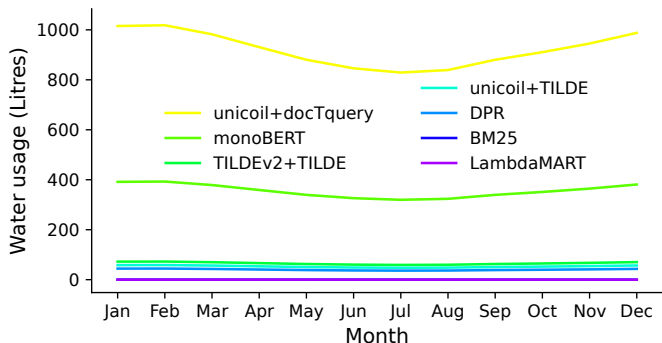 Water usage (Litres)
1000
800
600
400
200
0
unicoil+docTquery
monoBERT
TILDEv2+TILDE
unicoil+TILDE
DPR
BM25
LambdaMART
Jan Feb Mar Apr May Jun Jul Aug Sep Oct Nov Dec
Month